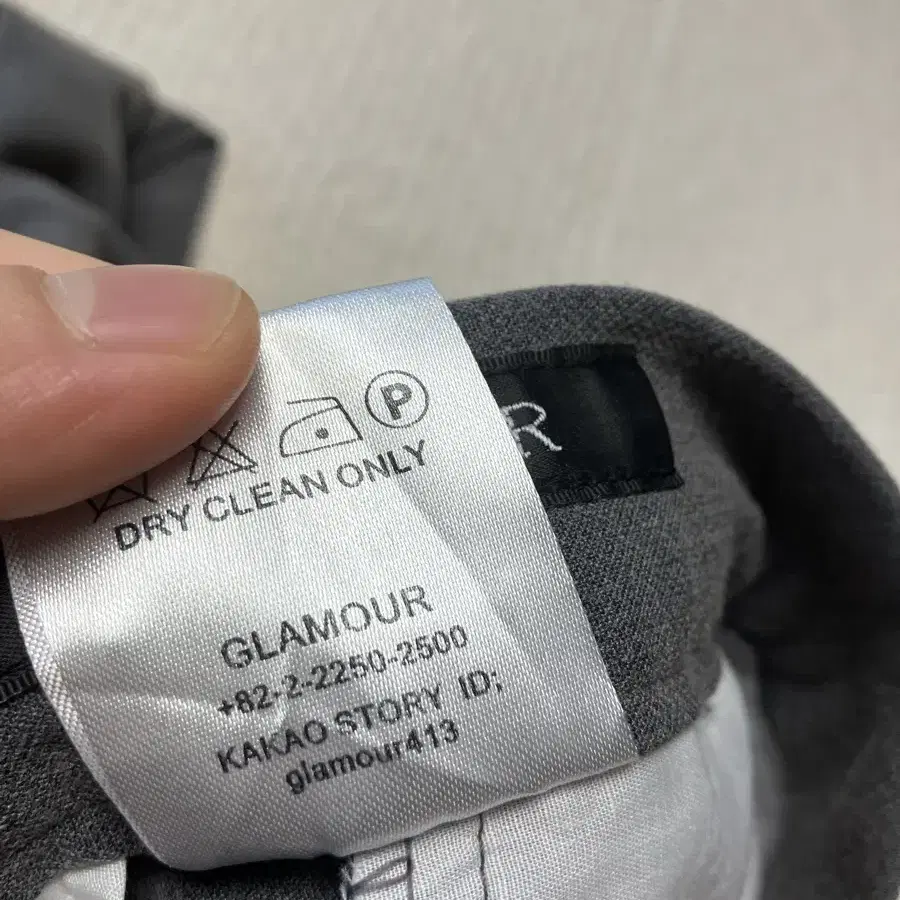 P
R
DRY CLEAN ONLY
GLAMOUR
+82-2-2250-2500
KAKAO STORY ID;
glamour413